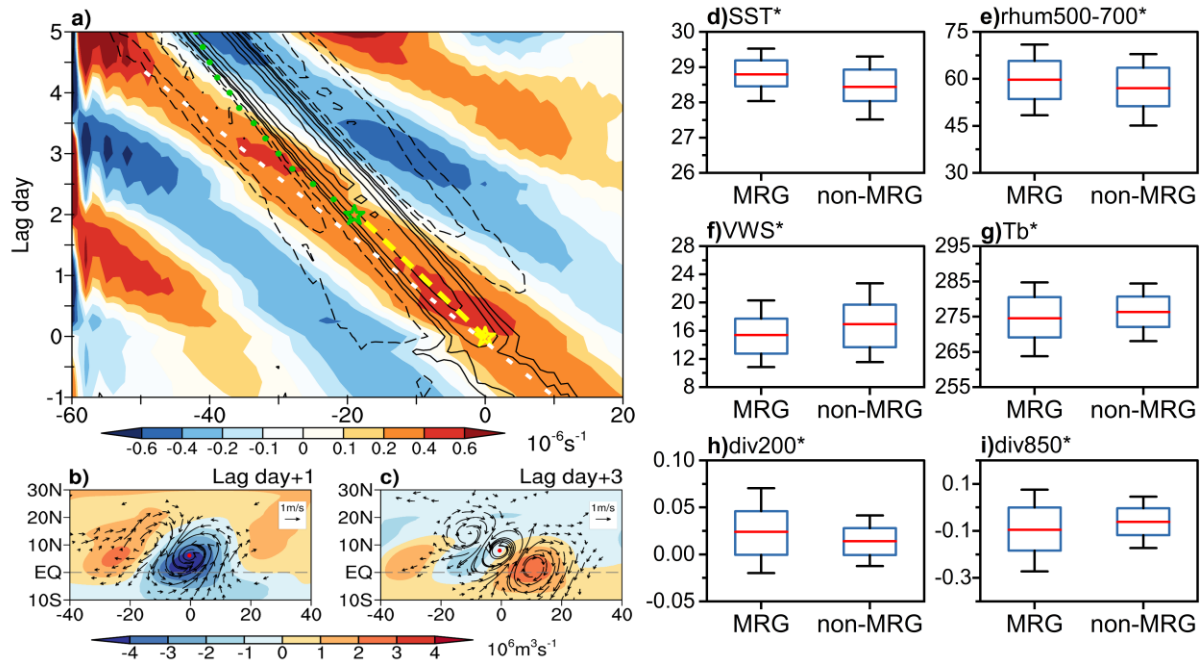 a)
5
4
3
2
1
0
-1
Lag day
-60 -40 -20 0 20
-0.6 -0.4 -0.2 -0.1 0 0.1 0.2 0.4 0.6 10⁻⁶s⁻¹
b) Lag day+1
30N
20N
10N
EQ
10S
1m/s
-40 -20 0 20 40
c) Lag day+3
30N
20N
10N
EQ
10S
1m/s
-40 -20 0 20 40
-4 -3 -2 -1 0 1 2 3 4 10⁶m³s⁻¹
d)SST*
30
29
28
27
26
MRG non-MRG
e)rhum500-700*
75
60
45
30
MRG non-MRG
f)VWS*
28
24
20
16
12
8
MRG non-MRG
g)Tb*
295
285
275
265
255
MRG non-MRG
h)div200*
0.10
0.05
0.00
-0.05
MRG non-MRG
i)div850*
0.1
-0.1
-0.3
MRG non-MRG